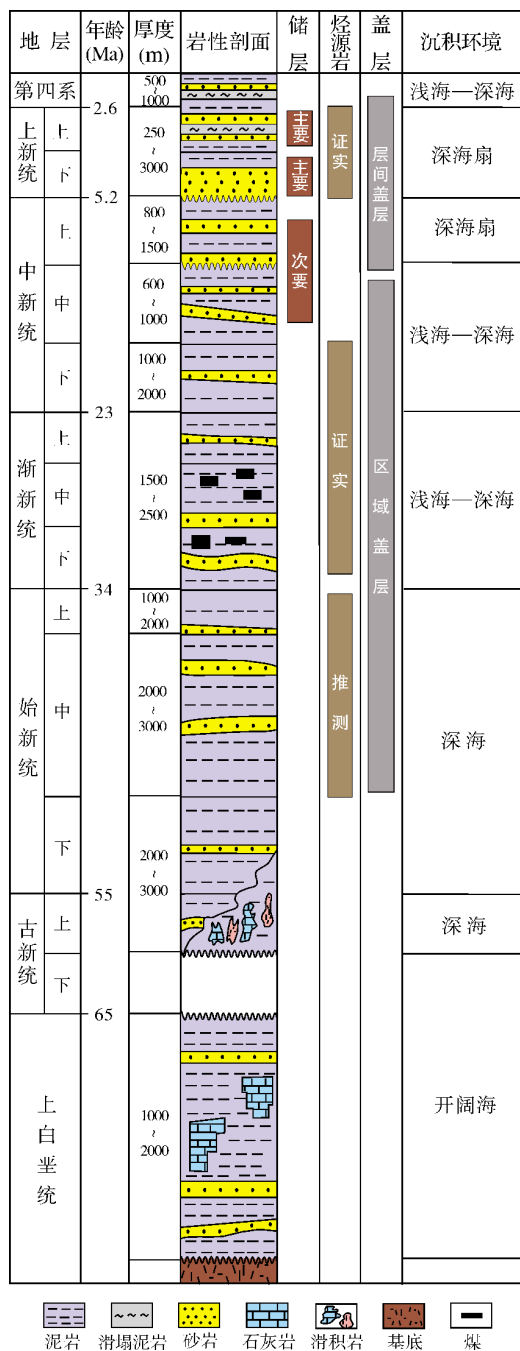 地 层 年龄 (Ma) 厚度 (m) 岩性剖面 储层 烃源岩 盖层 沉积环境
第四系 500~1000 浅海—深海
2.6
上新统 上 250~3000 主要 证实 层间盖层 深海扇
下 主要
5.2
中新统 上 800~1500 次要 深海扇
中 600~1000 区域盖层 浅海—深海
下 1000~2000 证实
23
渐新统 上 1500~2500 浅海—深海
中
下
34
始新统 上 1000~2000 推测 深海
中 2000~3000
下 2000~3000
55
古新统 上 深海
下
65
上白垩统 1000~2000 开阔海
泥岩 滑塌泥岩 砂岩 石灰岩 滑积岩 基底 煤